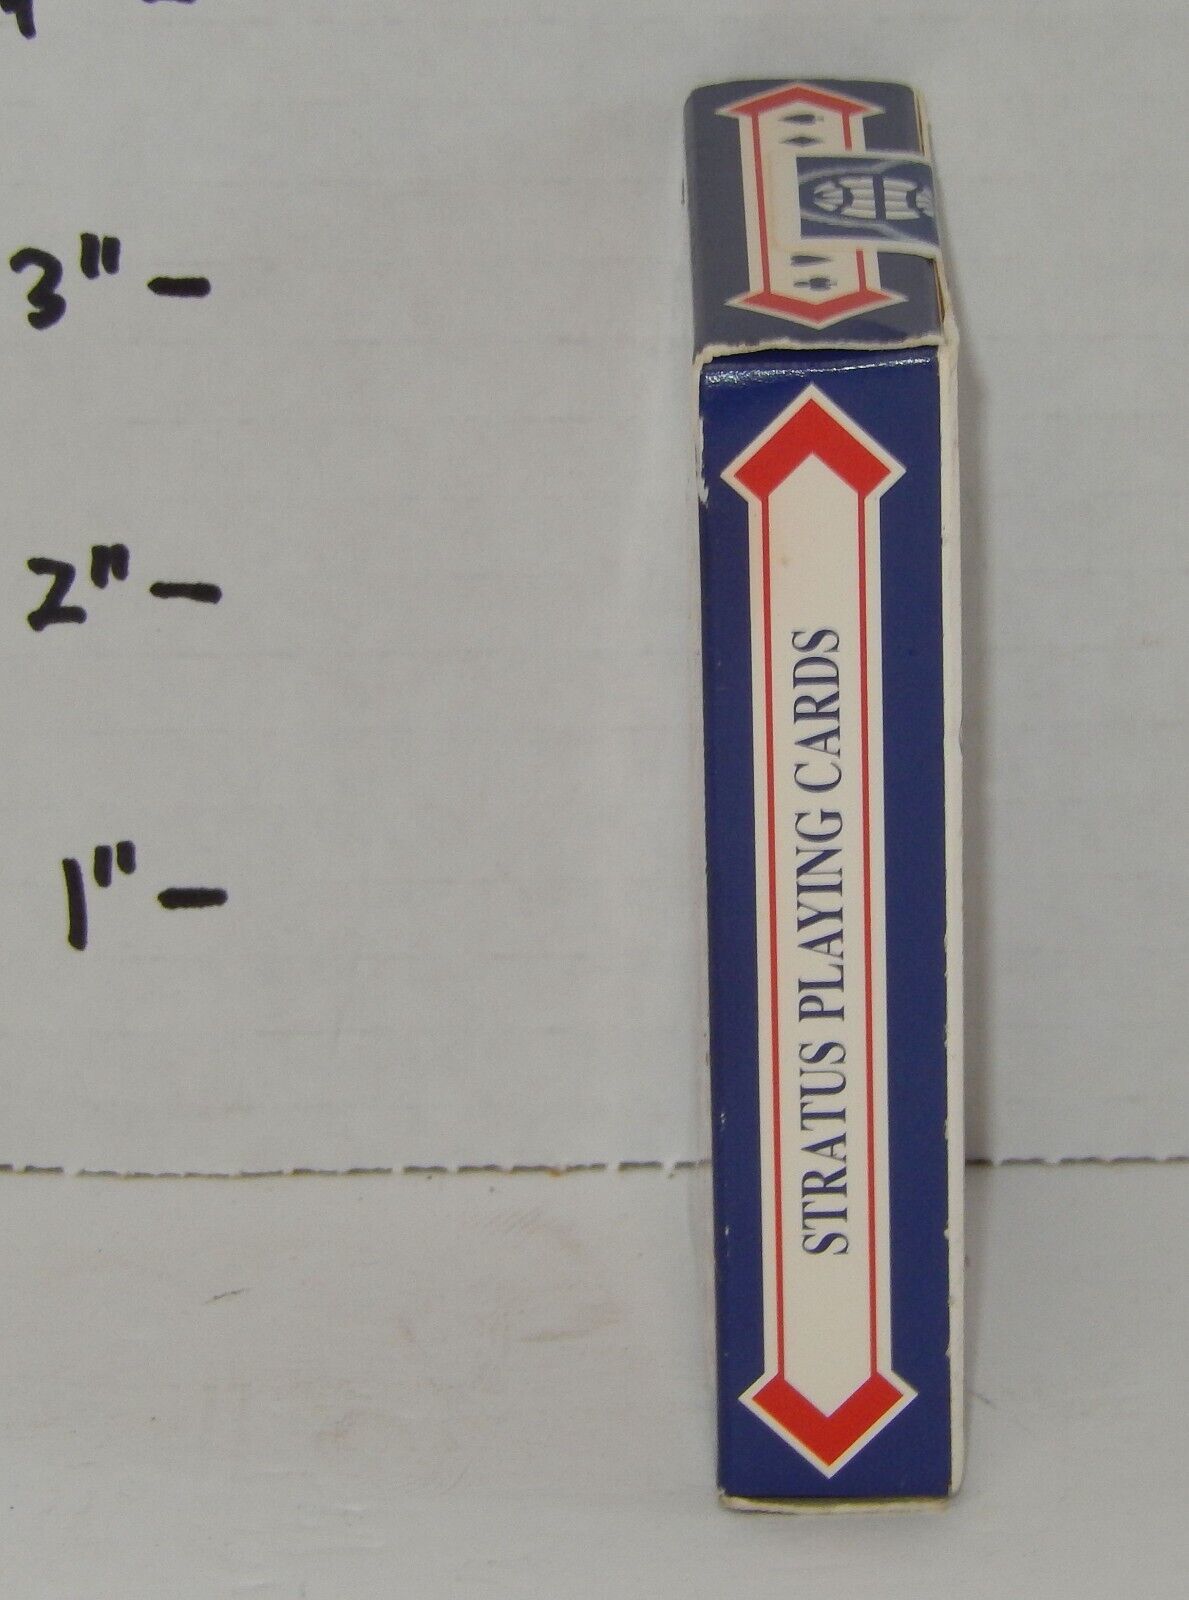 3" -
2" -
1" -
STRATUS PLAYING CARDS